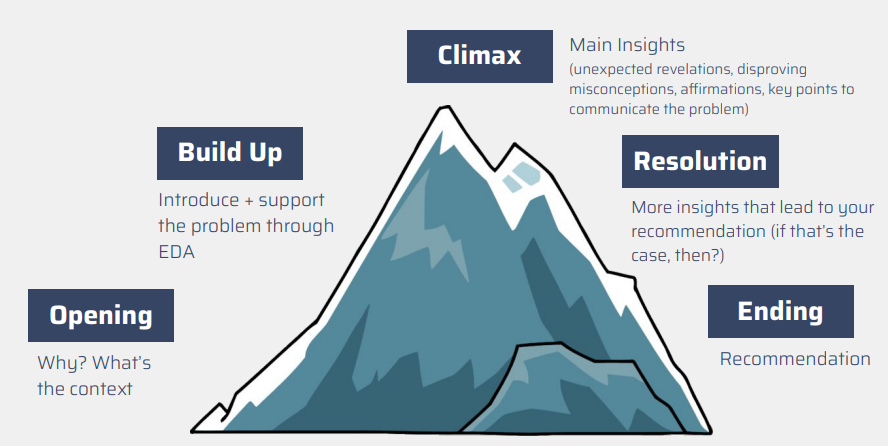 Climax
Main Insights
(unexpected revelations, disproving
misconceptions, affirmations, key points to
communicate the problem)
Build Up
Introduce + support
the problem through
EDA
Resolution
More insights that lead to your
recommendation (if that's the
case, then?)
Opening
Why? What's
the context
Ending
Recommendation